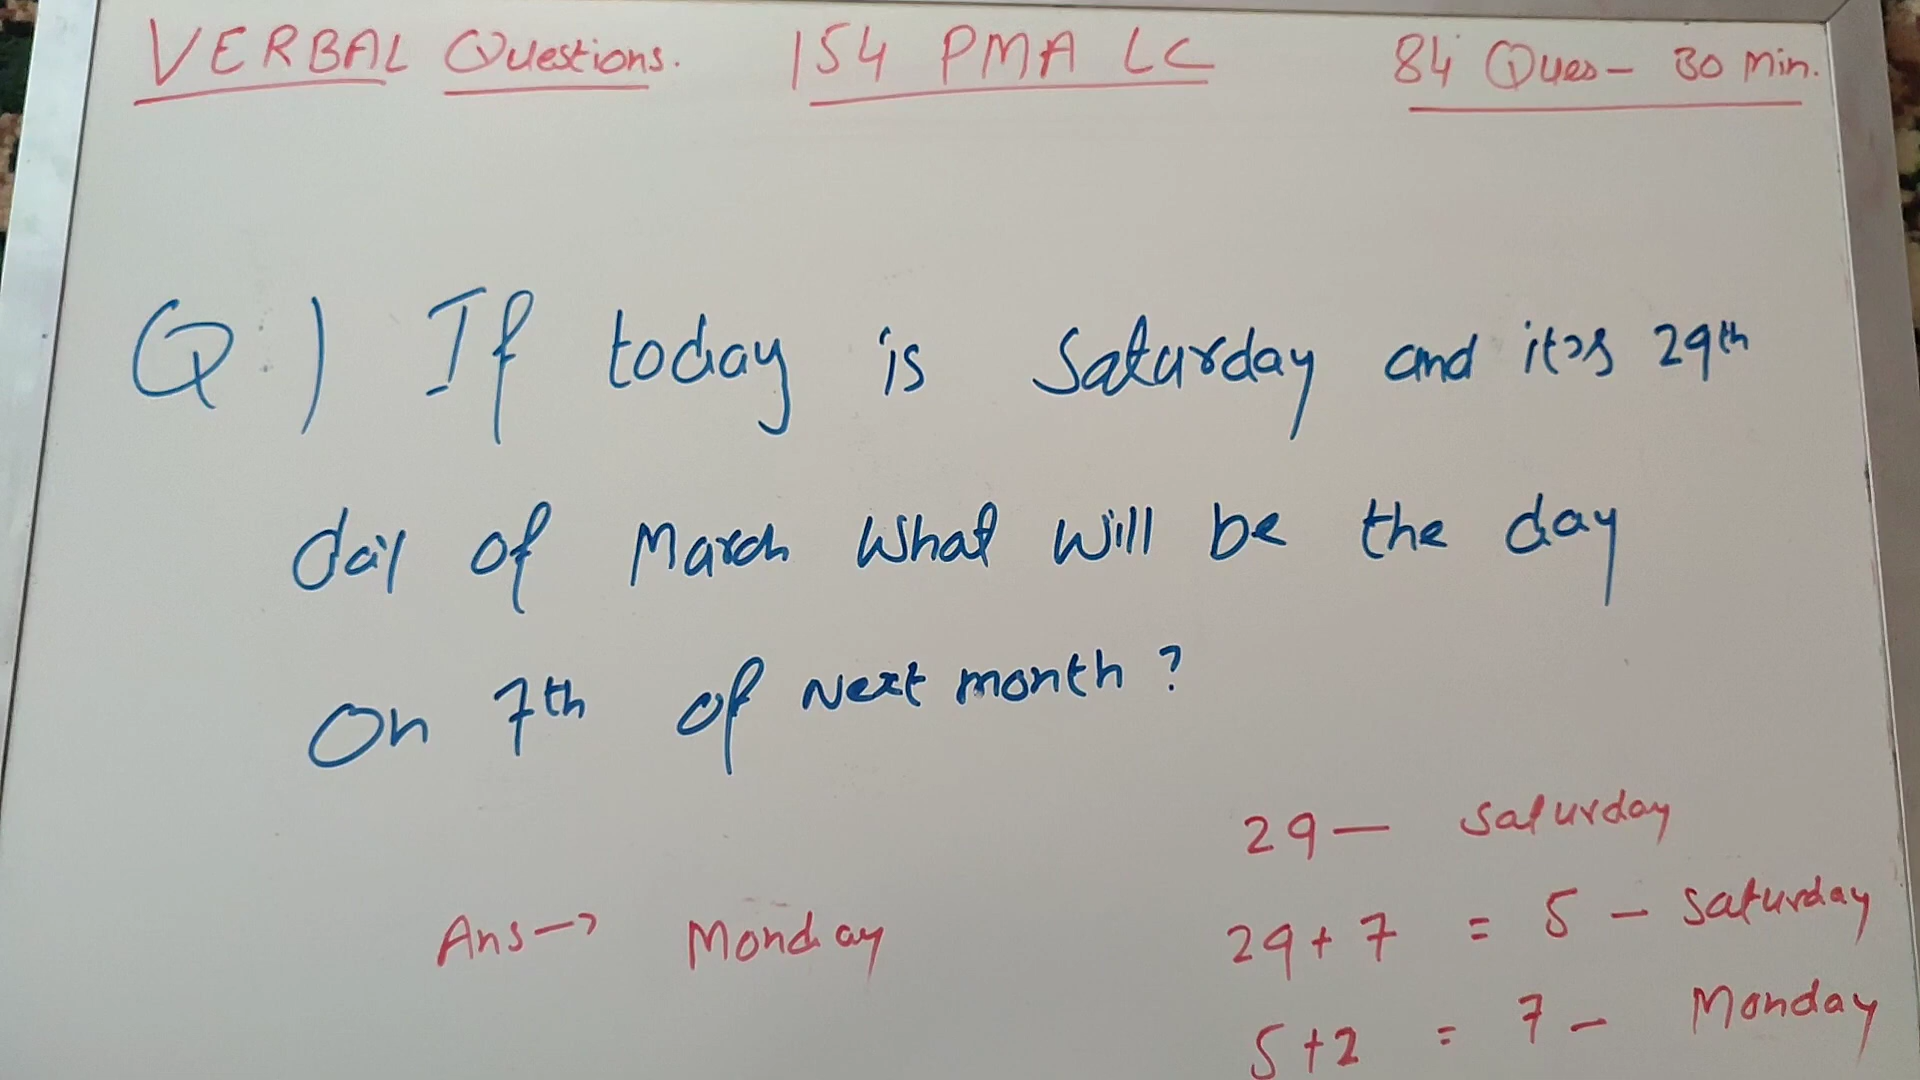 VERBAL Questions. 154 PMA LC 84 Ques - 30 Min.
Q.) If today is Saturday and it's 29th
day of March what will be the day
on 7th of Next month ?
29 — Saturday
Ans → Monday
29 + 7 = 5 - Saturday
5 + 2 = 7 - Monday